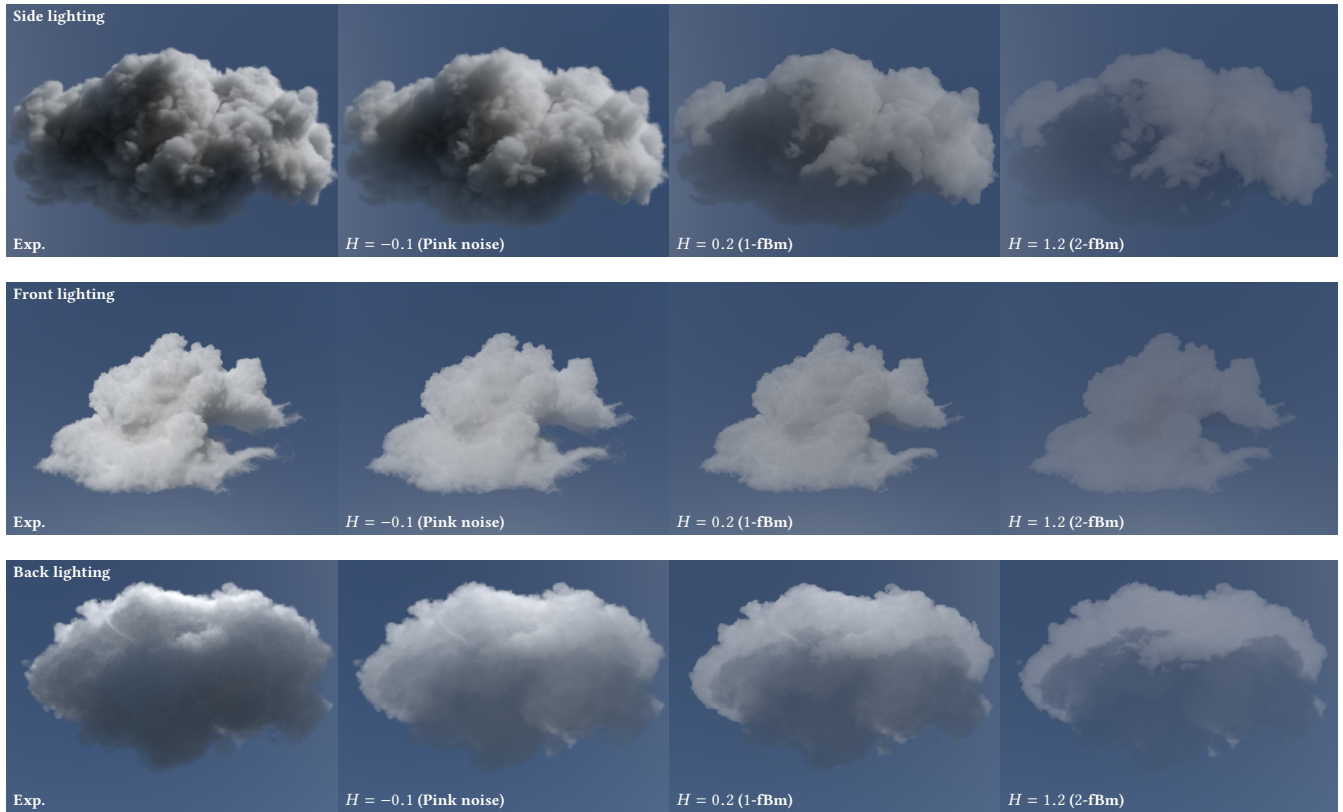 Side lighting
Exp.
H = −0.1 (Pink noise)
H = 0.2 (1-fBm)
H = 1.2 (2-fBm)
Front lighting
Exp.
H = −0.1 (Pink noise)
H = 0.2 (1-fBm)
H = 1.2 (2-fBm)
Back lighting
Exp.
H = −0.1 (Pink noise)
H = 0.2 (1-fBm)
H = 1.2 (2-fBm)